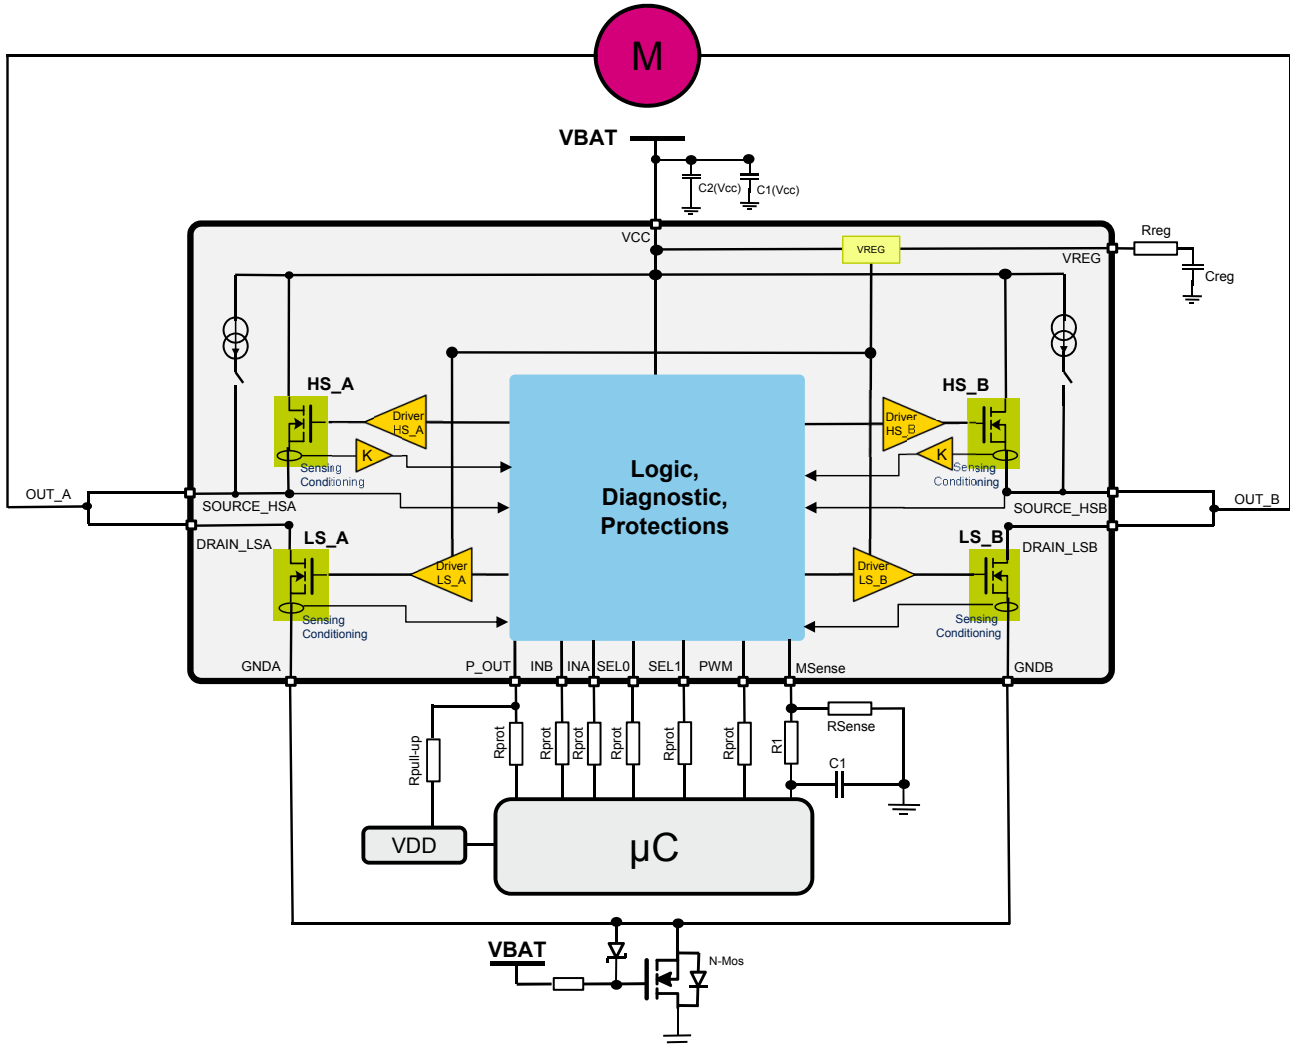 M
VBAT
C2(Vcc)
C1(Vcc)
VCC
VREG
VREG
Rreg
Creg
HS_A
Driver
HS_A
K
Sensing
Conditioning
HS_B
Driver
HS_B
K
Sensing
Conditioning
Logic,
Diagnostic,
Protections
OUT_A
SOURCE_HSA
DRAIN_LSA
OUT_B
SOURCE_HSB
DRAIN_LSB
LS_A
Driver
LS_A
Sensing
Conditioning
LS_B
Driver
LS_B
Sensing
Conditioning
GNDA
P_OUT
INB
INA
SEL0
SEL1
PWM
MSense
GNDB
Rpull-up
Rprot
Rprot
Rprot
Rprot
Rprot
Rprot
R1
RSense
C1
VDD
µC
VBAT
N-Mos